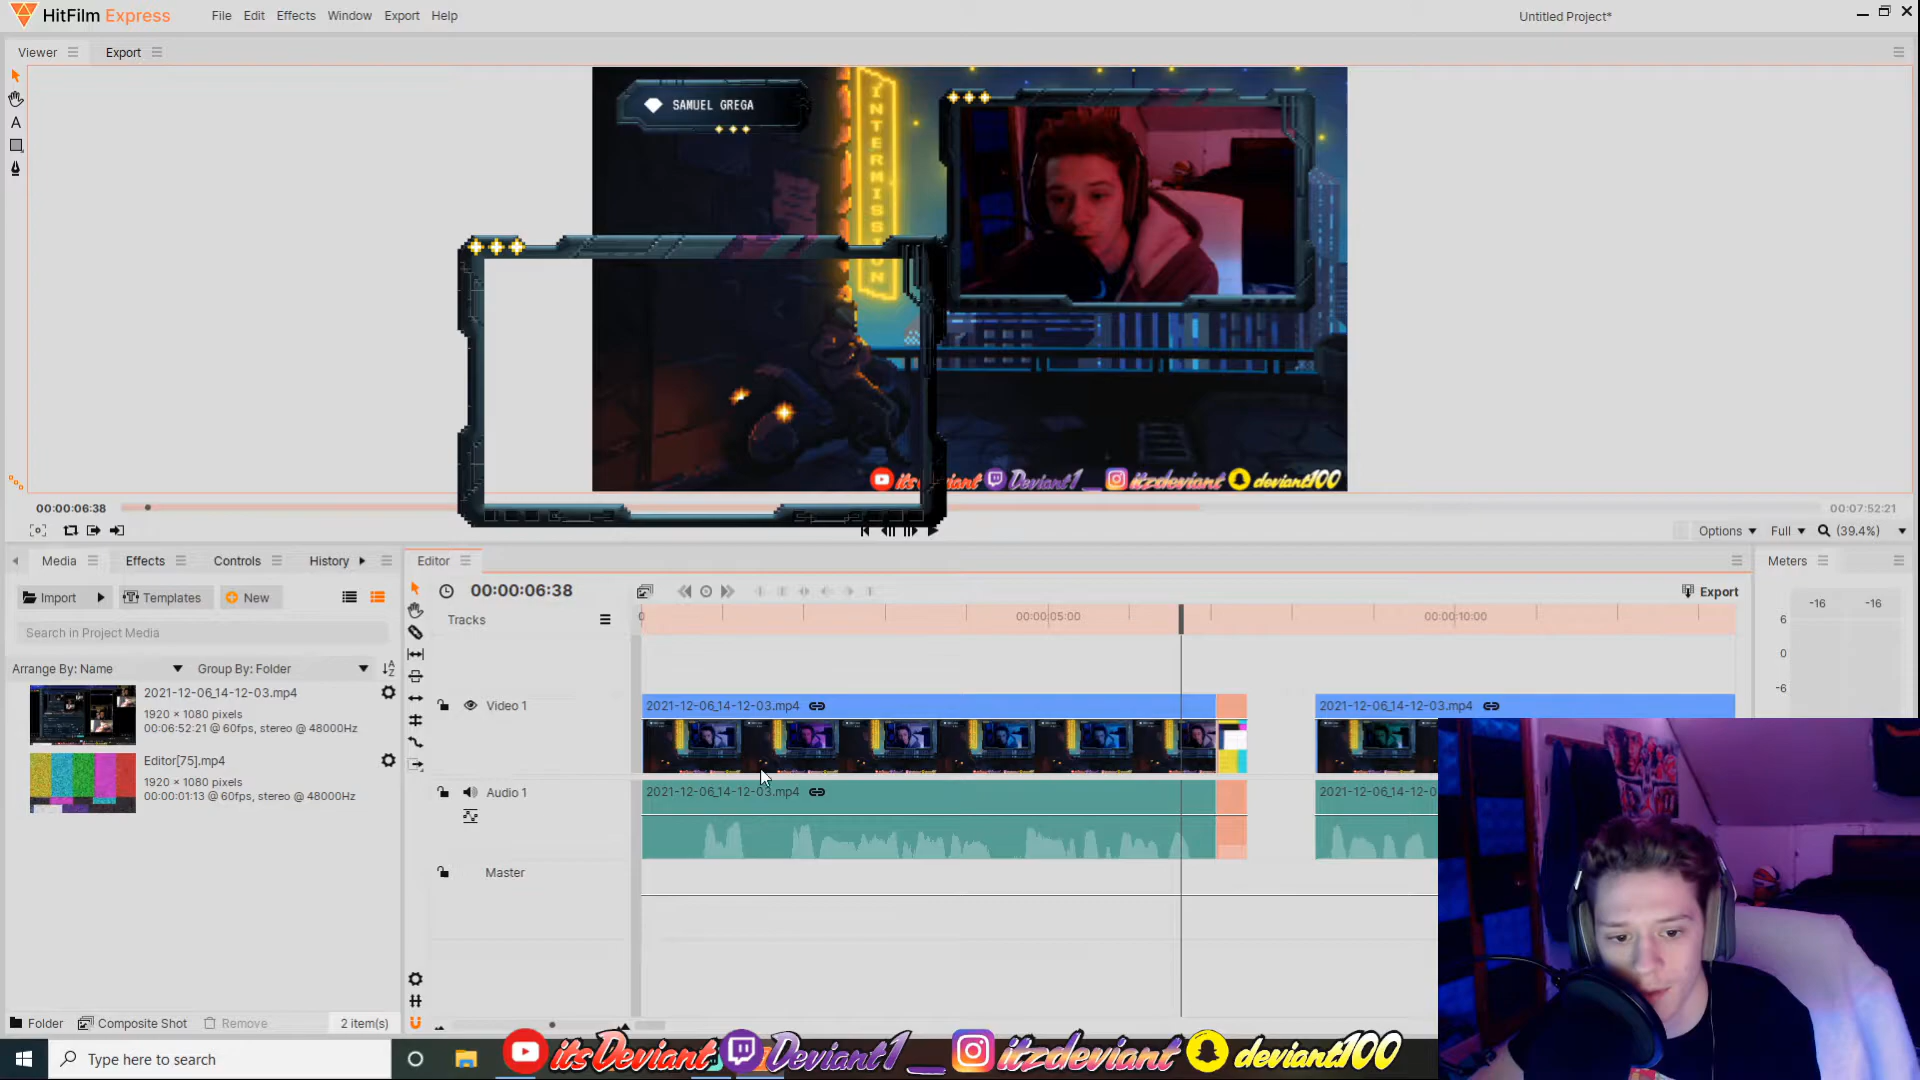 HitFilm Express
File Edit Effects Window Export Help
Untitled Project*
Viewer
Export
SAMUEL GREGA
INTERMISSION
Deviant1_
itzdeviant
deviant100
00:00:06:38
00:07:52:21
Options
Full
(39.4%)
Media
Effects
Controls
History
Editor
Meters
Import
Templates
New
00:00:06:38
Export
Tracks
0
00:00:05:00
00:00:10:00
-16
-16
6
0
-6
Search in Project Media
Arrange By: Name
Group By: Folder
2021-12-06_14-12-03.mp4
1920 × 1080 pixels
00:06:52:21 @ 60fps, stereo @ 48000Hz
Editor[75].mp4
1920 × 1080 pixels
00:00:01:13 @ 60fps, stereo @ 48000Hz
Video 1
2021-12-06_14-12-03.mp4
2021-12-06_14-12-03.mp4
Audio 1
2021-12-06_14-12-03.mp4
2021-12-06_14-12-0
Master
Folder
Composite Shot
Remove
2 item(s)
Type here to search
itsDeviant
Deviant1_
itzdeviant
deviant100